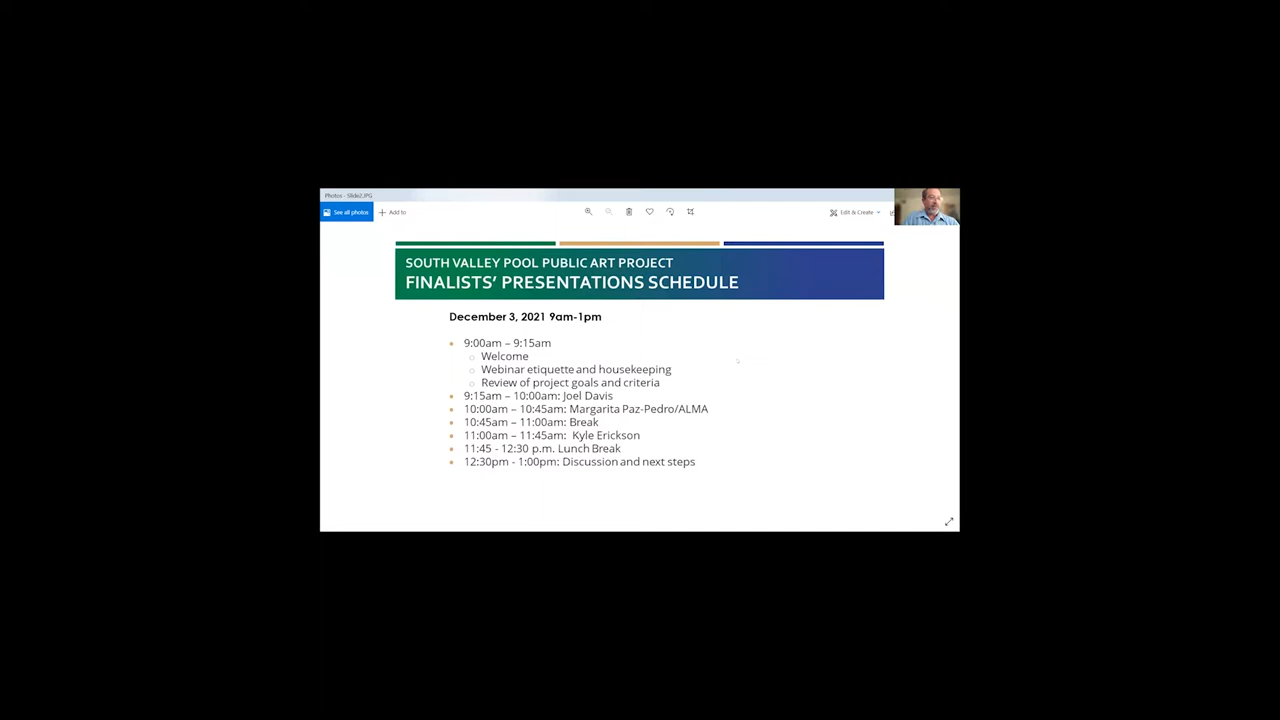 Photos - Slide2.JPG
See all photos
Add to
Edit & Create
SOUTH VALLEY POOL PUBLIC ART PROJECT
FINALISTS' PRESENTATIONS SCHEDULE
December 3, 2021 9am-1pm
9:00am – 9:15am
Welcome
Webinar etiquette and housekeeping
Review of project goals and criteria
9:15am – 10:00am: Joel Davis
10:00am – 10:45am: Margarita Paz-Pedro/ALMA
10:45am – 11:00am: Break
11:00am – 11:45am:  Kyle Erickson
11:45 - 12:30 p.m. Lunch Break
12:30pm - 1:00pm: Discussion and next steps